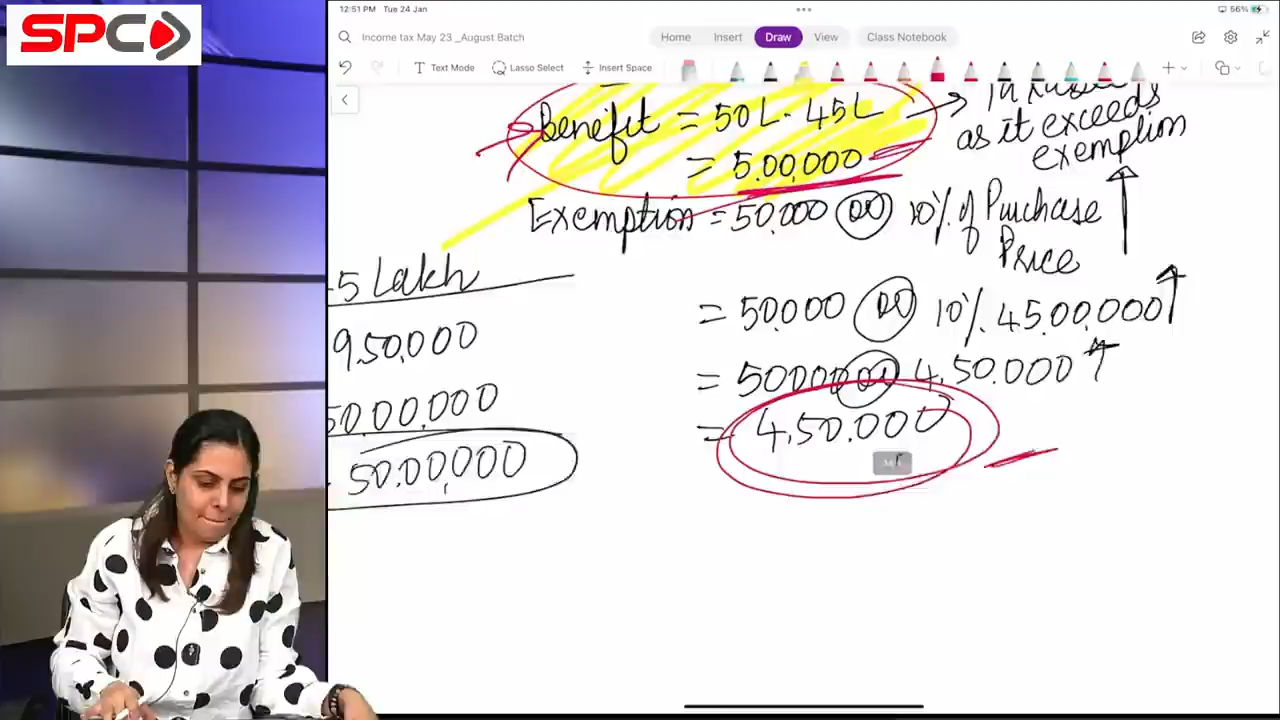 SPC
12:51 PM Tue 24 Jan
56%
Income tax May 23 _August Batch
Home Insert Draw View Class Notebook
Text Mode Lasso Select Insert Space
Benefit = 50L - 45L
as it exceeds
exemption
= 5,00,000
Exemption = 50,000 or 10% of Purchase
Price
5 Lakh
= 50,000 or 10% 45,00,000
9,50,000
= 50000 or 4,50,000
50,00,000
= 4,50,000
50,00,000